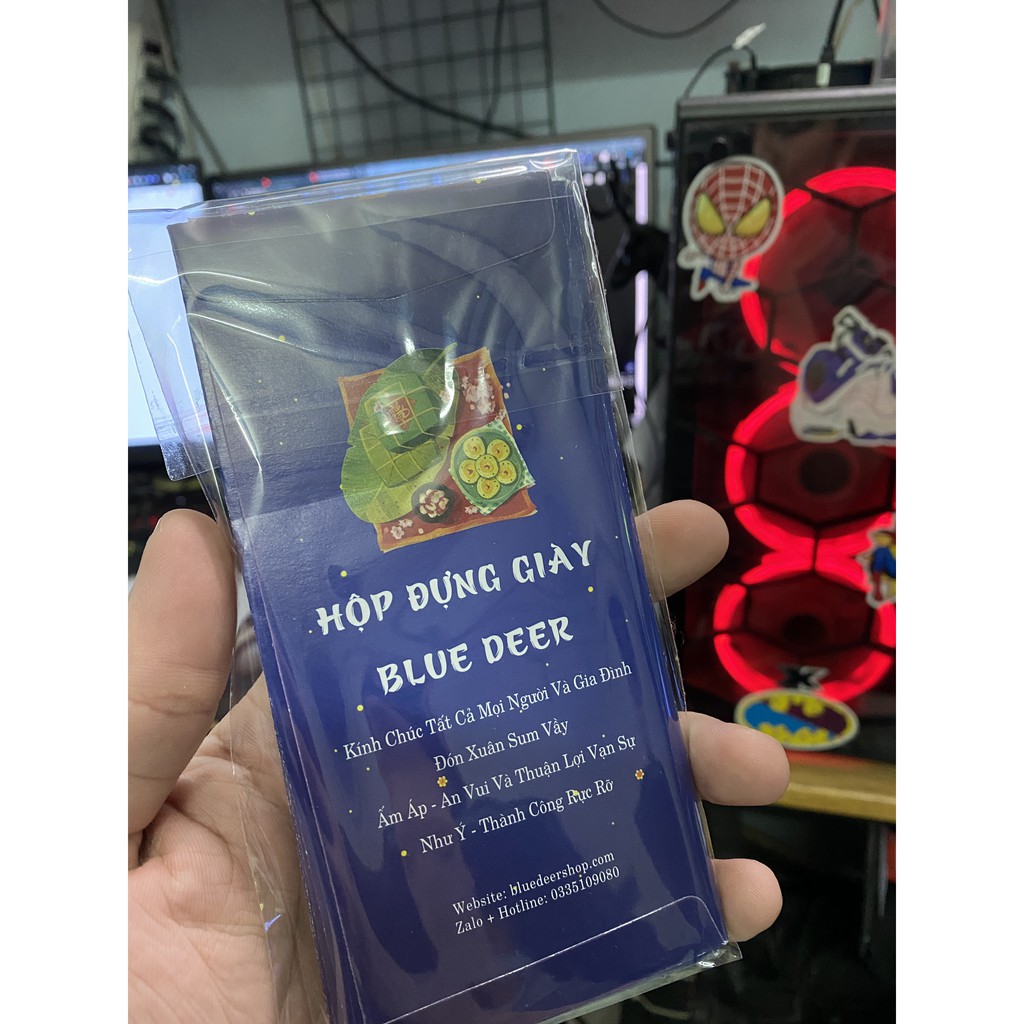 HỘP ĐỰNG GIÀY
BLUE DEER
Kính Chúc Tất Cả Mọi Người Và Gia Đình
Đón Xuân Sum Vầy
Ấm Áp - An Vui Và Thuận Lợi Vạn Sự
Như Ý - Thành Công Rực Rỡ
Website: bluedeershop.com
Zalo + Hotline: 0335109080